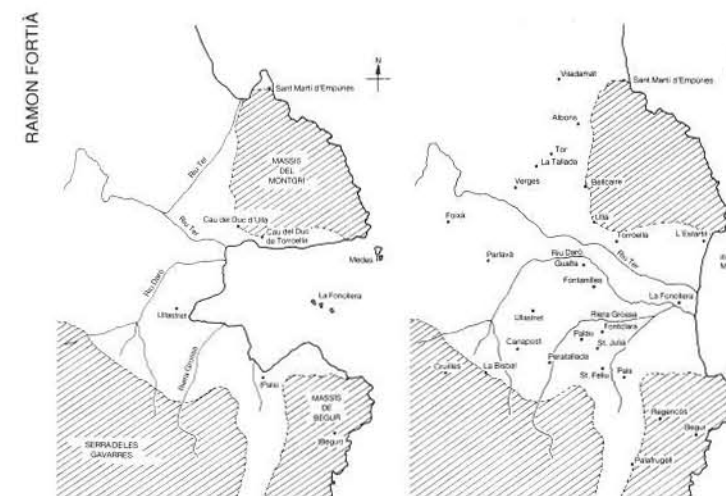 RAMON FORTIÀ
N
Sant Martí d'Empúries
Riu Ter
MASSIS
DEL
MONTGRÍ
Cau del Duc d'Ullà
Riu Ter
Cau del Duc
de Torroella
Medes
Riu Daró
La Fonollera
Ullastret
Riera Grossa
Pals
MASSIS
DE
BEGUR
Begur
SERRA DE LES
GAVARRES
Viladamat
Sant Martí d'Empúries
Albons
Tor
La Tallada
Verges
Bellcaire
Foixà
Ullà
Torroella
L'Estartit
Parlavà
Riu Daró
Gualta
Riu Ter
Fontanilles
La Fonollera
Ullastret
Riera Grossa
Fontclara
Palau
Canapost
St. Julià
Peratallada
Cruïlles
La Bisbal
St. Feliu
Pals
Regencós
Begur
Palafrugell